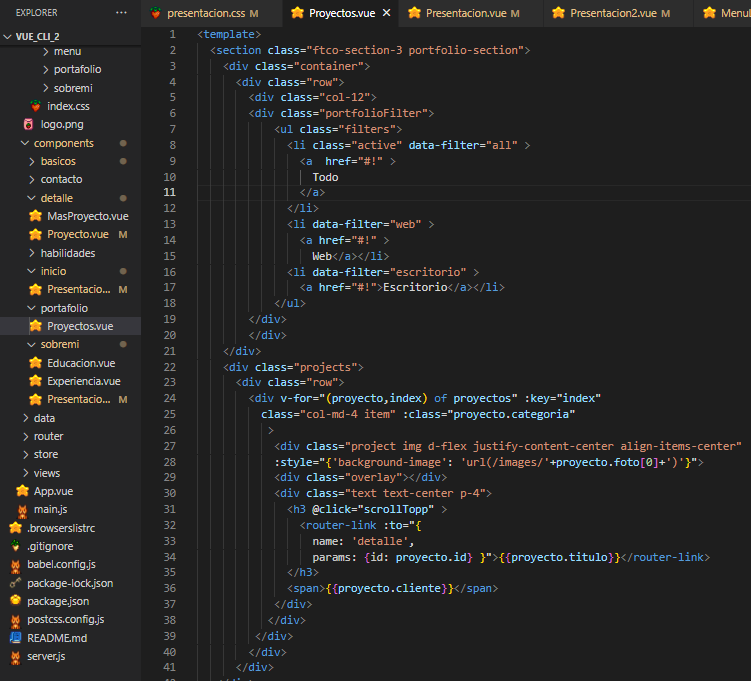 EXPLORER ···
VUE_CLI_2
menu
portafolio
sobremi
index.css
logo.png
components
basicos
contacto
detalle
MasProyecto.vue
Proyecto.vue M
habilidades
inicio
Presentacio... M
portafolio
Proyectos.vue
sobremi
Educacion.vue
Experiencia.vue
Presentacio... M
data
router
store
views
App.vue
main.js
.browserslistrc
.gitignore
babel.config.js
package-lock.json
package.json
postcss.config.js
README.md
server.js
presentacion.css M Proyectos.vue Presentacion.vue M Presentacion2.vue M MenuI
1 <template>
2 <section class="ftco-section-3 portfolio-section">
3 <div class="container">
4 <div class="row">
5 <div class="col-12">
6 <div class="portfolioFilter">
7 <ul class="filters">
8 <li class="active" data-filter="all" >
9 <a  href="#!" >
10 Todo
11 </a>
12 </li>
13 <li data-filter="web" >
14 <a href="#!" >
15 Web</a></li>
16 <li data-filter="escritorio" >
17 <a href="#!">Escritorio</a></li>
18 </ul>
19 </div>
20 </div>
21 </div>
22 <div class="projects">
23 <div class="row">
24 <div v-for="(proyecto,index) of proyectos" :key="index"
25 class="col-md-4 item" :class="proyecto.categoria"
26 >
27 <div class="project img d-flex justify-content-center align-items-center"
28 :style="{'background-image': 'url(/images/'+proyecto.foto[0]+')'}">
29 <div class="overlay"></div>
30 <div class="text text-center p-4">
31 <h3 @click="scrollTopp" >
32 <router-link :to="{
33 name: 'detalle',
34 params: {id: proyecto.id} }">{{proyecto.titulo}}</router-link>
35 </h3>
36 <span>{{proyecto.cliente}}</span>
37 </div>
38 </div>
39 </div>
40 </div>
41 </div>